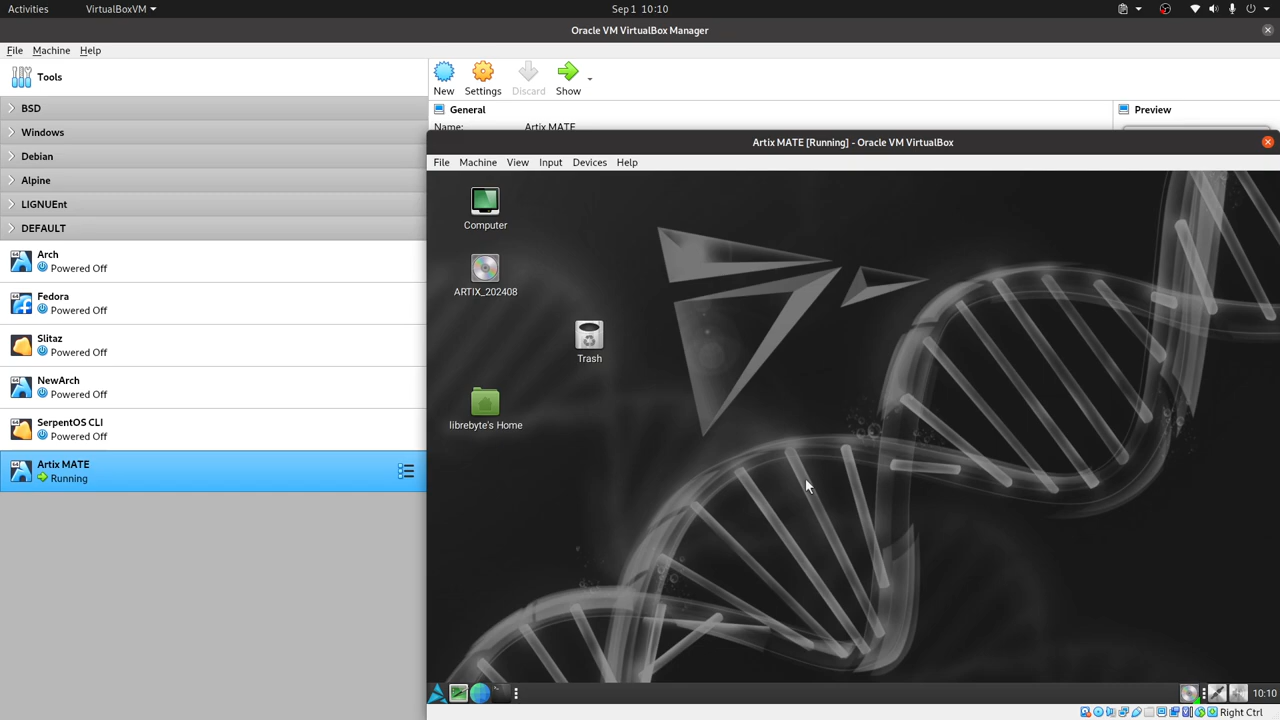 Activities
VirtualBoxVM
Sep 1 10:10
Oracle VM VirtualBox Manager
File Machine Help
Tools
New Settings Discard Show
General
Preview
Name: Artix MATE
BSD
Windows
Debian
Alpine
LIGNUEnt
DEFAULT
Arch
Powered Off
Fedora
Powered Off
Slitaz
Powered Off
NewArch
Powered Off
SerpentOS CLI
Powered Off
Artix MATE
Running
Artix MATE [Running] - Oracle VM VirtualBox
File Machine View Input Devices Help
Computer
ARTIX_202408
Trash
librebyte's Home
10:10
Right Ctrl